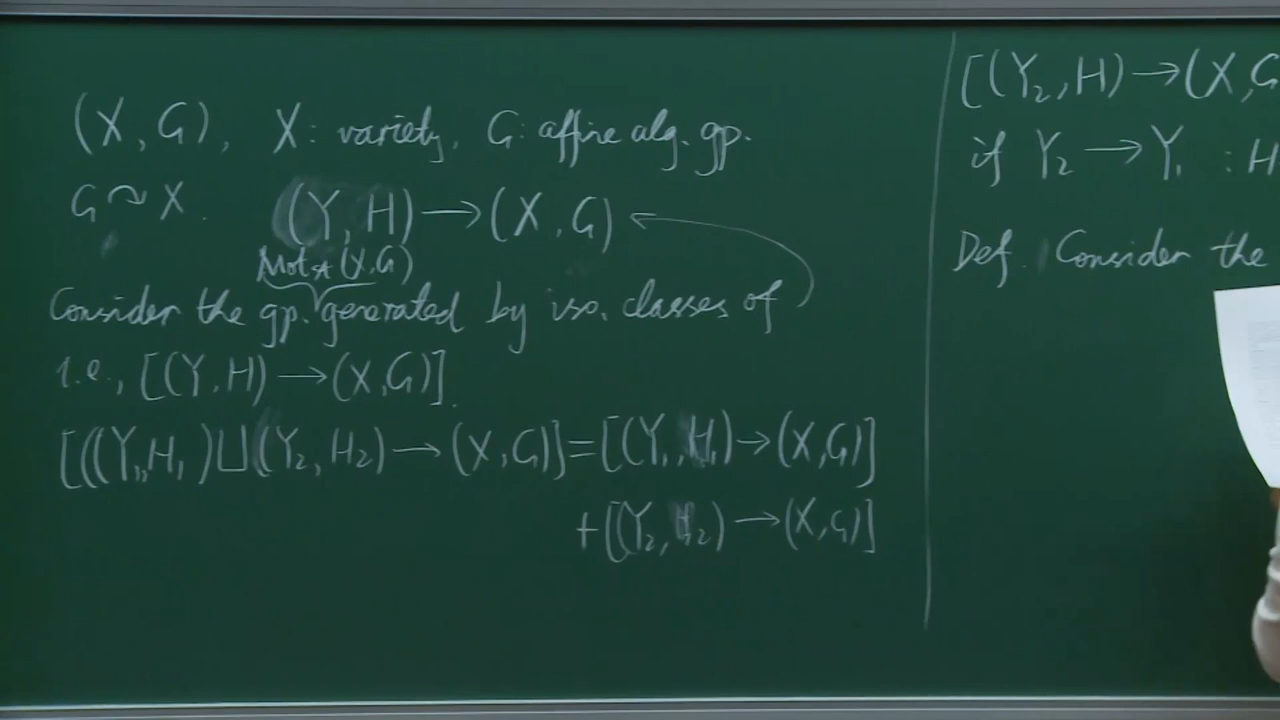 (X, G), X: variety, G: affine alg. gp.
G ↷ X. (Y, H) → (X, G)
Mot (X, G)
Consider the gp. generated by iso. classes of
i.e., [(Y, H) → (X, G)]
[((Y₁, H₁) ⊔ (Y₂, H₂) → (X, G)] = [(Y₁, H₁) → (X, G)]
+ [(Y₂, H₂) → (X, G)]
[(Y₂, H) → (X, G
if Y₂ → Y₁ : H
Def. Consider the